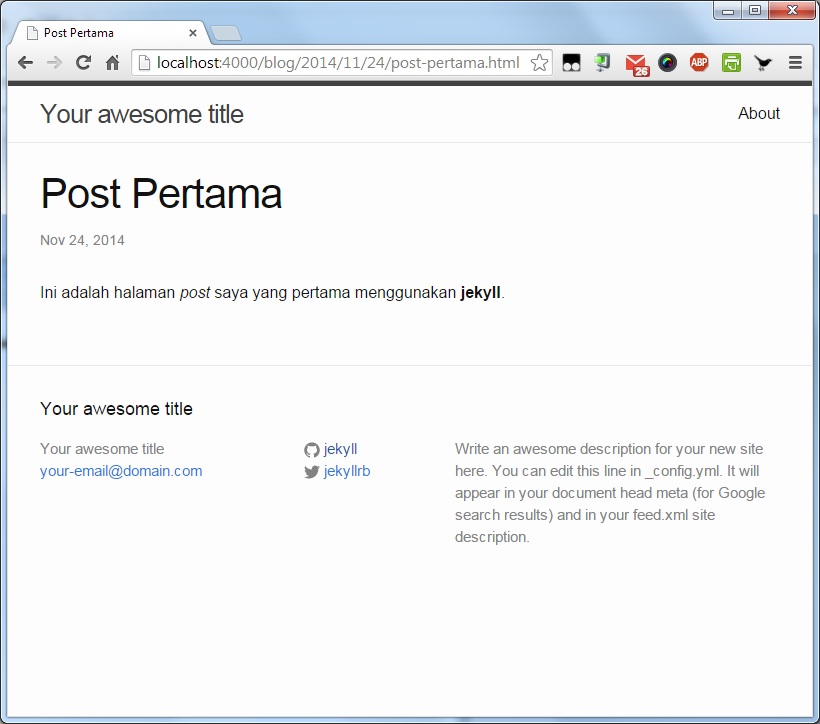 Post Pertama
localhost:4000/blog/2014/11/24/post-pertama.html
26
ABP
Your awesome title
About
Post Pertama
Nov 24, 2014
Ini adalah halaman post saya yang pertama menggunakan jekyll.
Your awesome title
Your awesome title
your-email@domain.com
jekyll
jekyllrb
Write an awesome description for your new site
here. You can edit this line in _config.yml. It will
appear in your document head meta (for Google
search results) and in your feed.xml site
description.